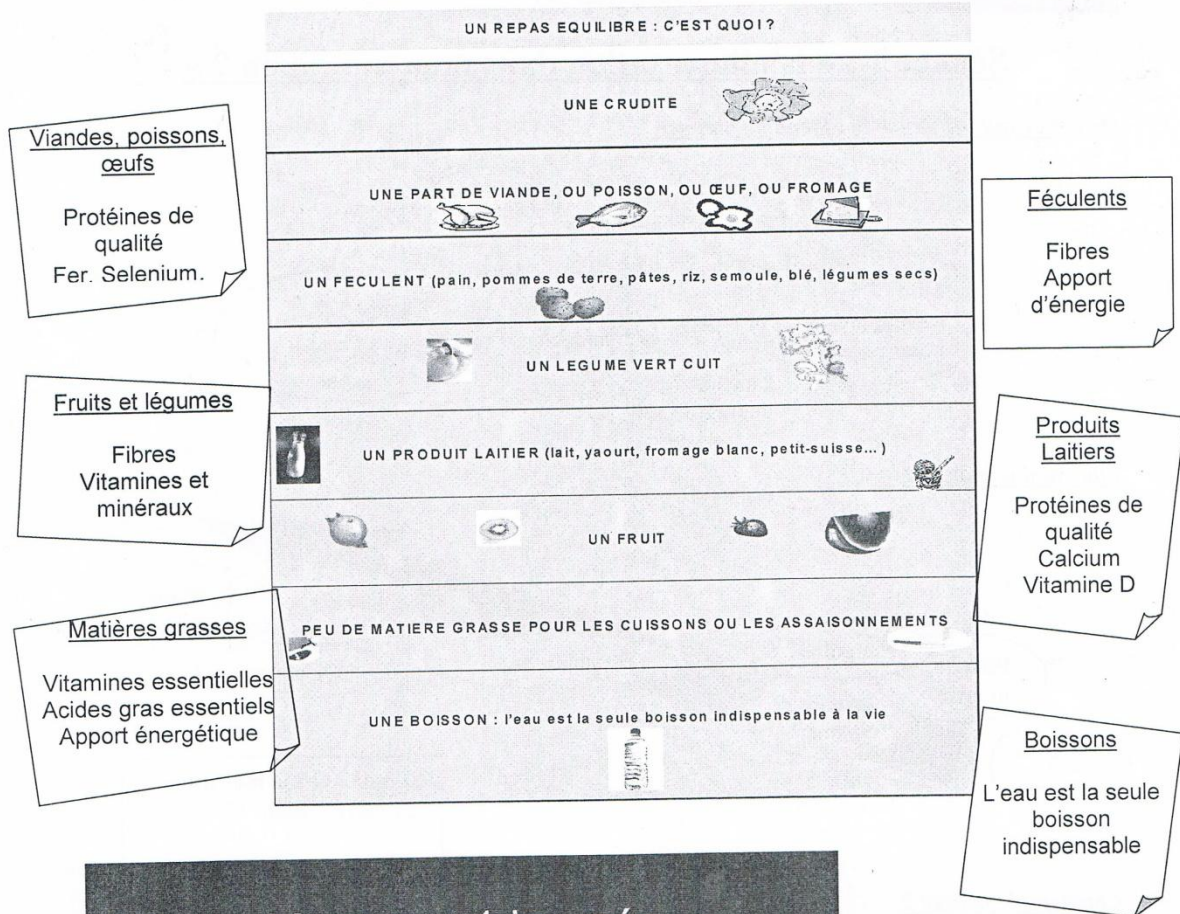 UN REPAS EQUILIBRE : C'EST QUOI ?
UNE CRUDITE
Viandes, poissons,
œufs
Protéines de
qualité
Fer. Selenium.
UNE PART DE VIANDE, OU POISSON, OU ŒUF, OU FROMAGE
Féculents
Fibres
Apport
d'énergie
UN FECULENT (pain, pommes de terre, pâtes, riz, semoule, blé, légumes secs)
UN LEGUME VERT CUIT
Fruits et légumes
Fibres
Vitamines et
minéraux
UN PRODUIT LAITIER (lait, yaourt, fromage blanc, petit-suisse...)
Produits
Laitiers
Protéines de
qualité
Calcium
Vitamine D
UN FRUIT
Matières grasses
Vitamines essentielles
Acides gras essentiels
Apport énergétique
PEU DE MATIERE GRASSE POUR LES CUISSONS OU LES ASSAISONNEMENTS
UNE BOISSON : l'eau est la seule boisson indispensable à la vie
Boissons
L'eau est la seule
boisson
indispensable